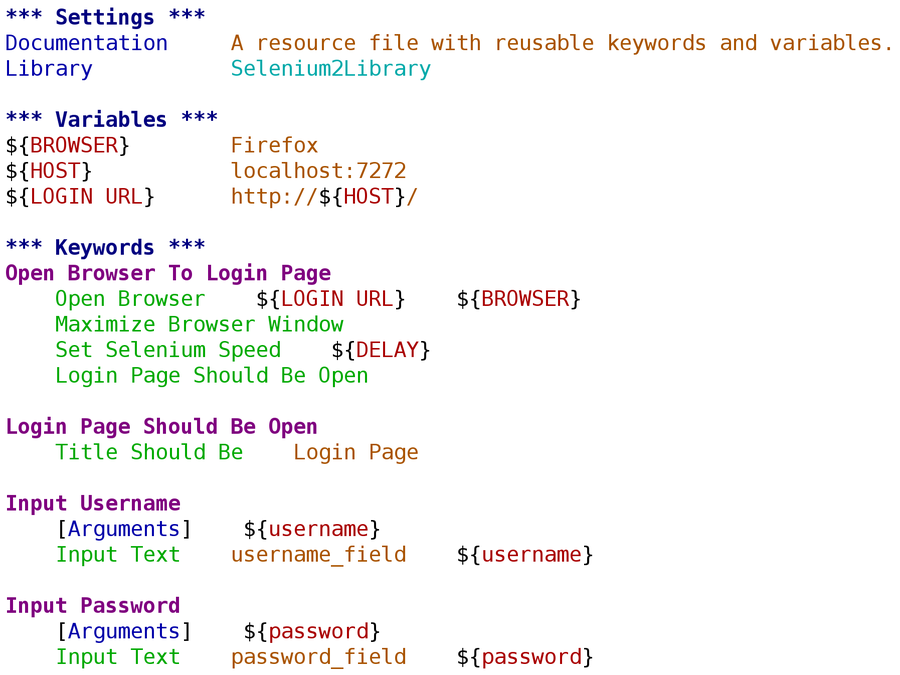 *** Settings ***
Documentation     A resource file with reusable keywords and variables.
Library           Selenium2Library

*** Variables ***
${BROWSER}        Firefox
${HOST}           localhost:7272
${LOGIN URL}      http://${HOST}/

*** Keywords ***
Open Browser To Login Page
    Open Browser    ${LOGIN URL}    ${BROWSER}
    Maximize Browser Window
    Set Selenium Speed    ${DELAY}
    Login Page Should Be Open

Login Page Should Be Open
    Title Should Be    Login Page

Input Username
    [Arguments]    ${username}
    Input Text    username_field    ${username}

Input Password
    [Arguments]    ${password}
    Input Text    password_field    ${password}